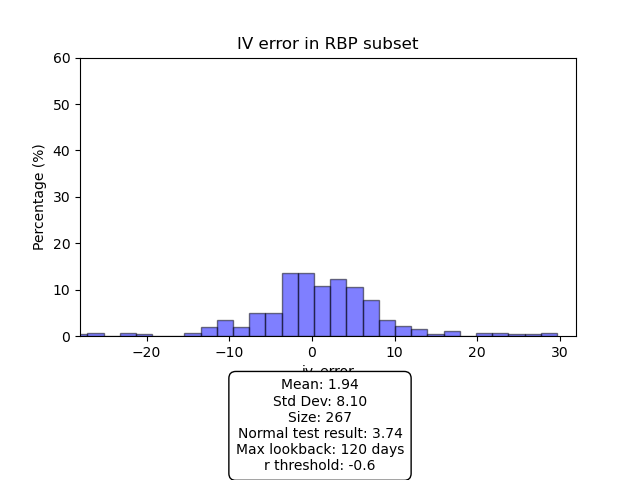 IV error in RBP subset
60
50
40
30
20
10
0
Percentage (%)
−20
−10
0
10
20
30
iv_error
Mean: 1.94
Std Dev: 8.10
Size: 267
Normal test result: 3.74
Max lookback: 120 days
r threshold: -0.6